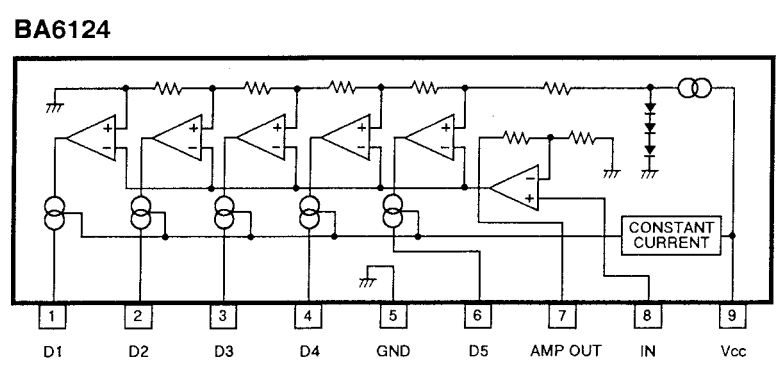 BA6124
+ + + + +
− − − − −
−
+
CONSTANT
CURRENT
1 2 3 4 5 6 7 8 9
D1 D2 D3 D4 GND D5 AMP OUT IN Vcc